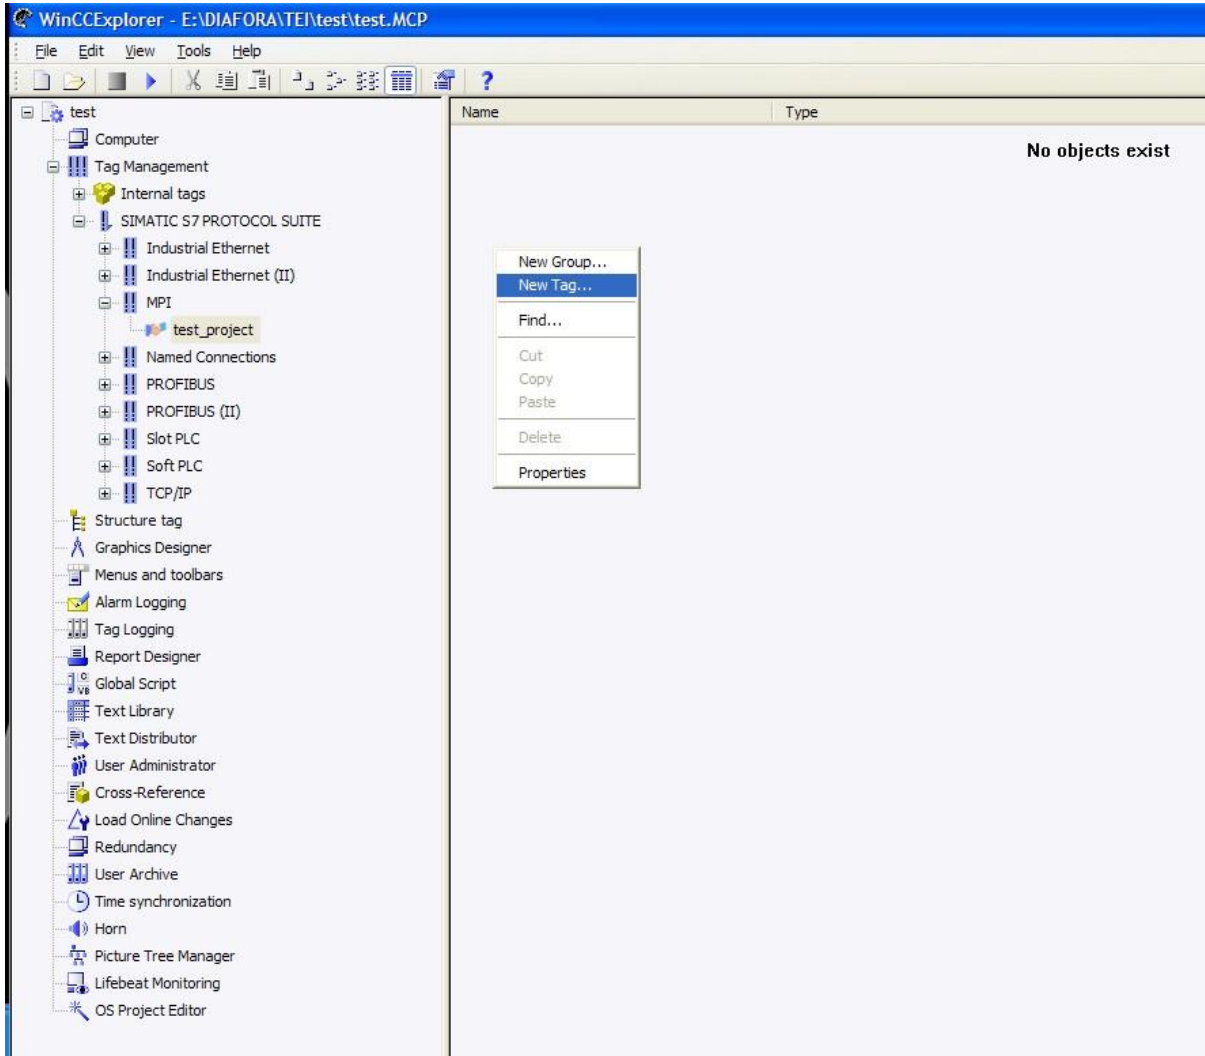 WinCCExplorer - E:\DIAFORA\TEI\test\test.MCP
File Edit View Tools Help
?
test
Computer
Tag Management
Internal tags
SIMATIC S7 PROTOCOL SUITE
Industrial Ethernet
Industrial Ethernet (II)
MPI
test_project
Named Connections
PROFIBUS
PROFIBUS (II)
Slot PLC
Soft PLC
TCP/IP
Structure tag
Graphics Designer
Menus and toolbars
Alarm Logging
Tag Logging
Report Designer
Global Script
Text Library
Text Distributor
User Administrator
Cross-Reference
Load Online Changes
Redundancy
User Archive
Time synchronization
Horn
Picture Tree Manager
Lifebeat Monitoring
OS Project Editor
Name Type
No objects exist
New Group...
New Tag...
Find...
Cut
Copy
Paste
Delete
Properties